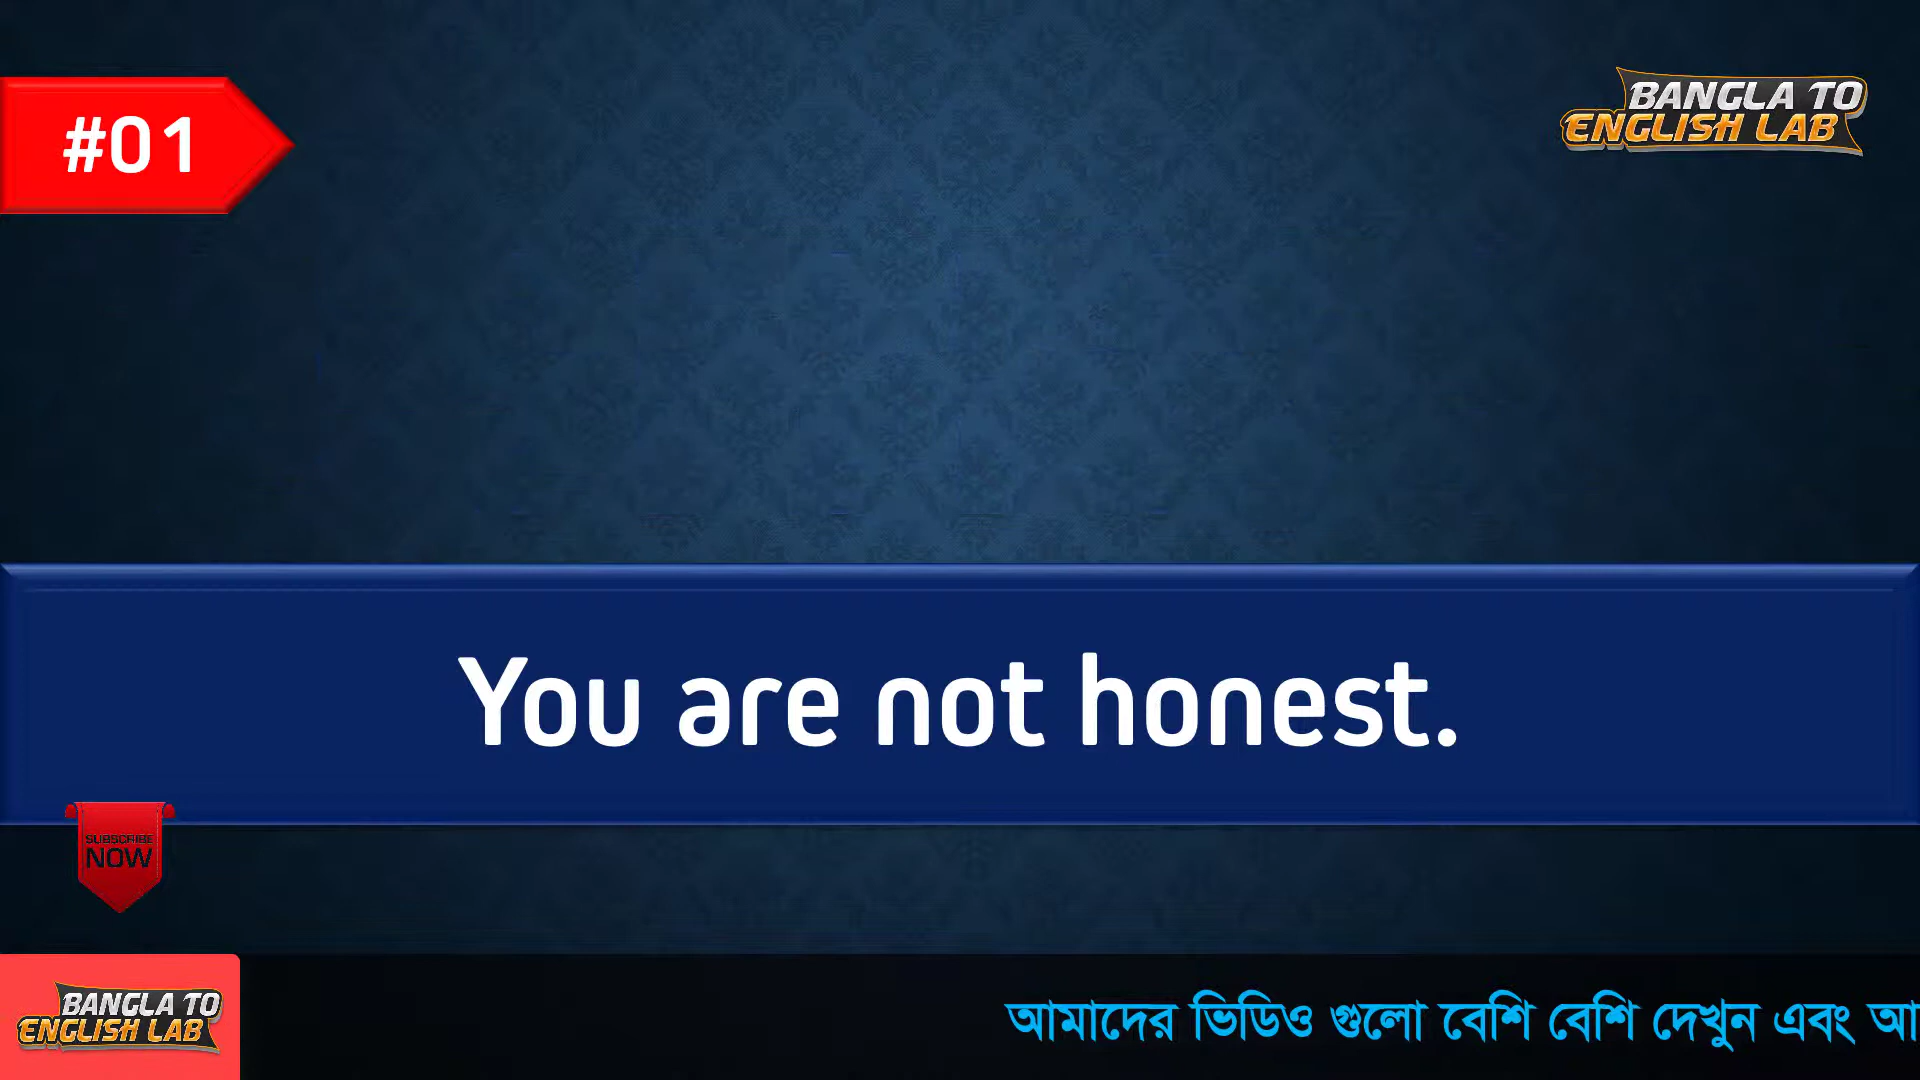 #01
BANGLA TO
ENGLISH LAB
You are not honest.
SUBSCRIBE
NOW
BANGLA TO
ENGLISH LAB
আমাদের ভিডিও গুলো বেশি বেশি দেখুন এবং আ